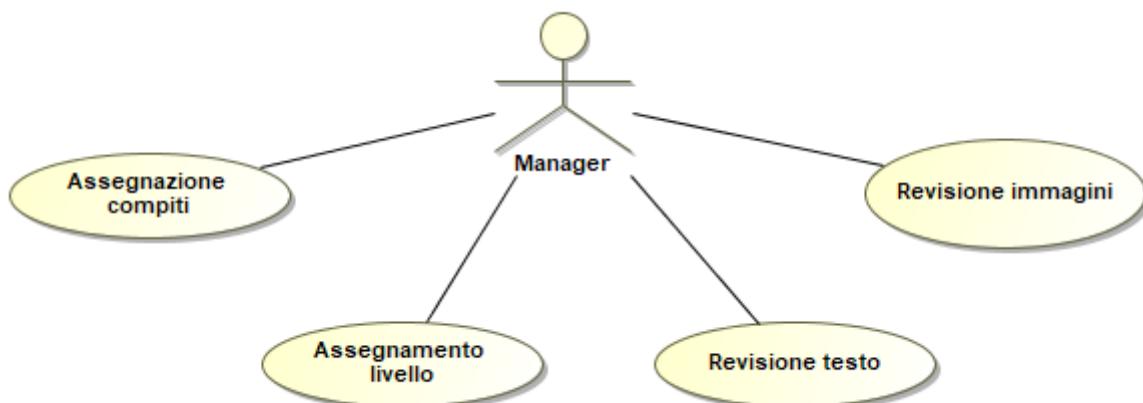 Manager
Assegnazione
compiti
Revisione immagini
Assegnamento
livello
Revisione testo